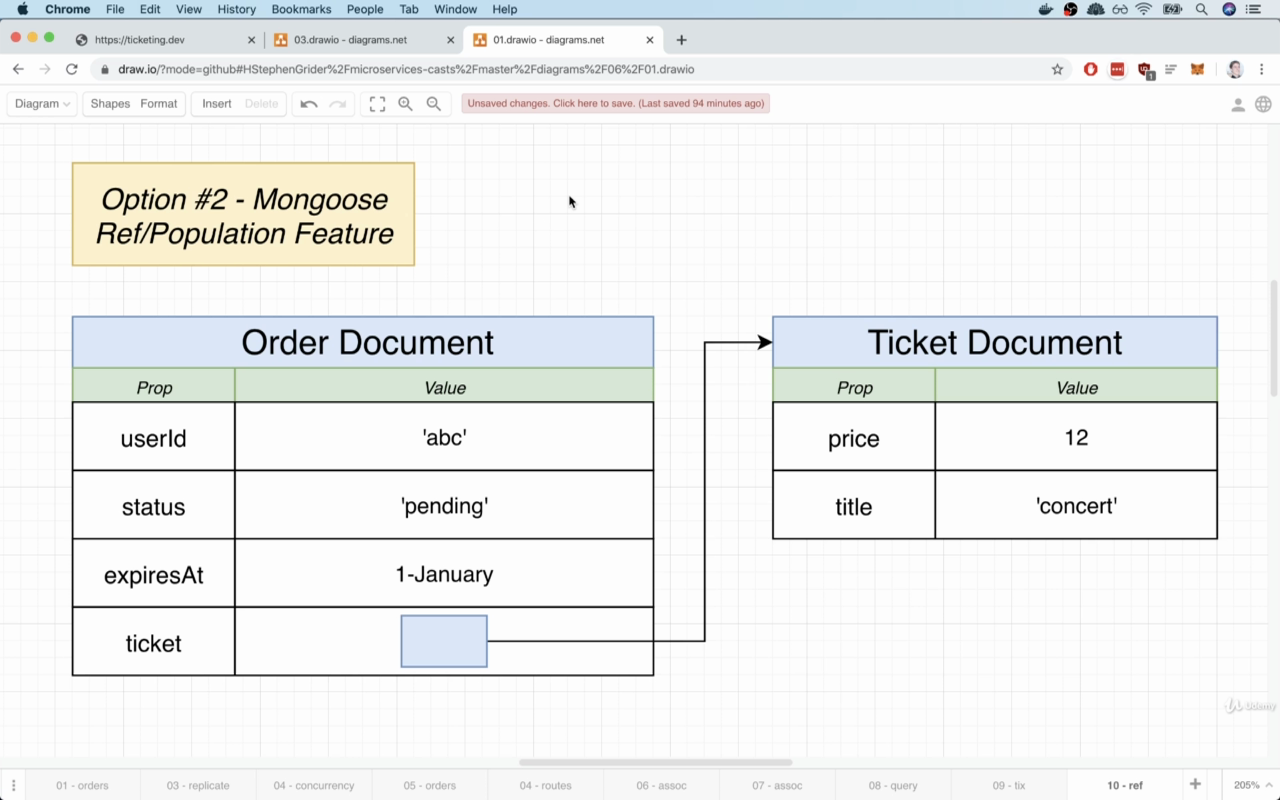 Chrome File Edit View History Bookmarks People Tab Window Help
https://ticketing.dev
03.drawio - diagrams.net
01.drawio - diagrams.net
draw.io/?mode=github#HStephenGrider%2Fmicroservices-casts%2Fmaster%2Fdiagrams%2F06%2F01.drawio
1
Diagram Shapes Format Insert Delete Unsaved changes. Click here to save. (Last saved 94 minutes ago)
Option #2 - Mongoose
Ref/Population Feature
Order Document
Prop Value
userId 'abc'
status 'pending'
expiresAt 1-January
ticket
Ticket Document
Prop Value
price 12
title 'concert'
Udemy
01 - orders 03 - replicate 04 - concurrency 05 - orders 04 - routes 06 - assoc 07 - assoc 08 - query 09 - tix 10 - ref 205%